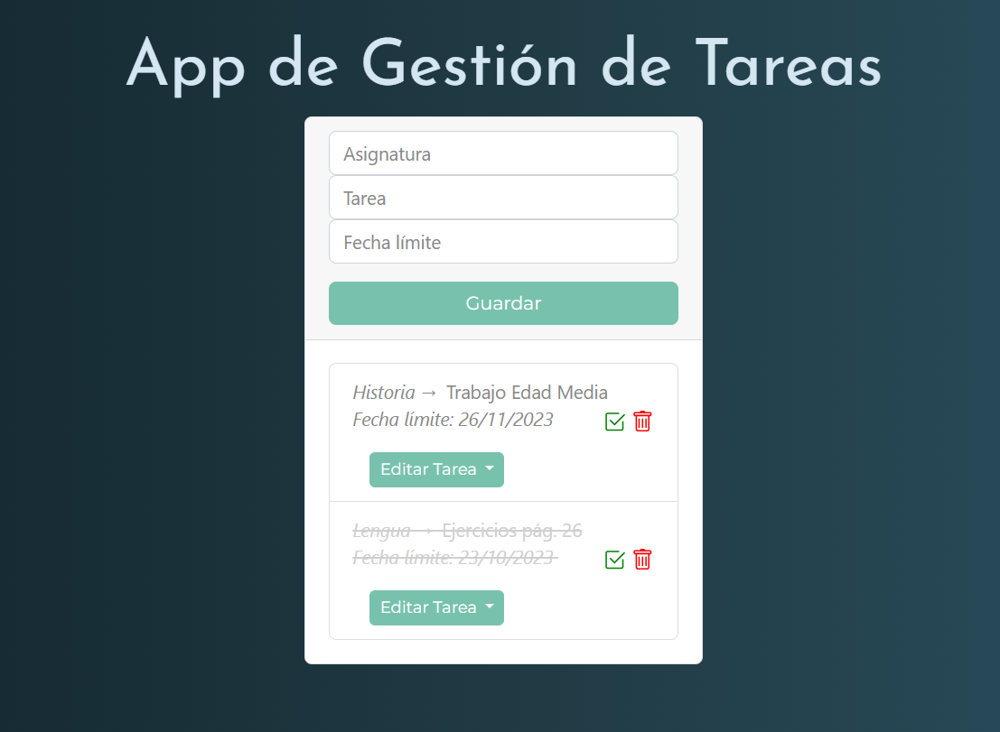 App de Gestión de Tareas
Asignatura
Tarea
Fecha límite
Guardar
Historia → Trabajo Edad Media
Fecha límite: 26/11/2023
Editar Tarea
Lengua → Ejercicios pág. 26
Fecha límite: 23/10/2023
Editar Tarea